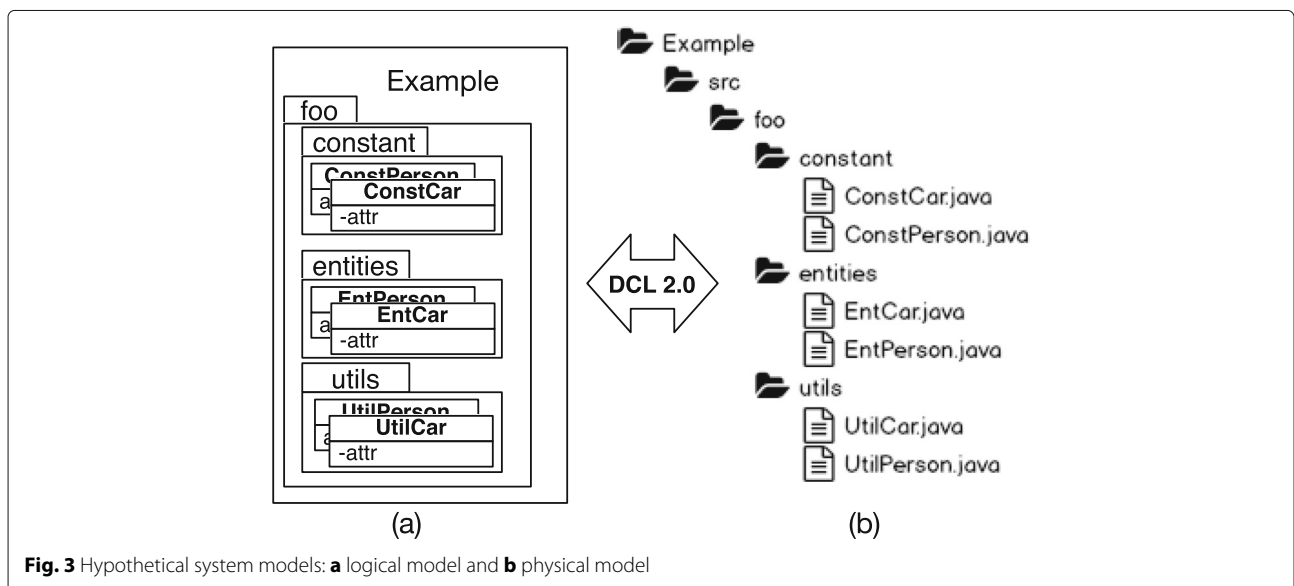 Example
foo
constant
ConstPerson
ConstCar
a
-attr
entities
EntPerson
EntCar
a
-attr
utils
UtilPerson
UtilCar
a
-attr
(a)
DCL 2.0
Example
src
foo
constant
ConstCar.java
ConstPerson.java
entities
EntCar.java
EntPerson.java
utils
UtilCar.java
UtilPerson.java
(b)
Fig. 3 Hypothetical system models: a logical model and b physical model